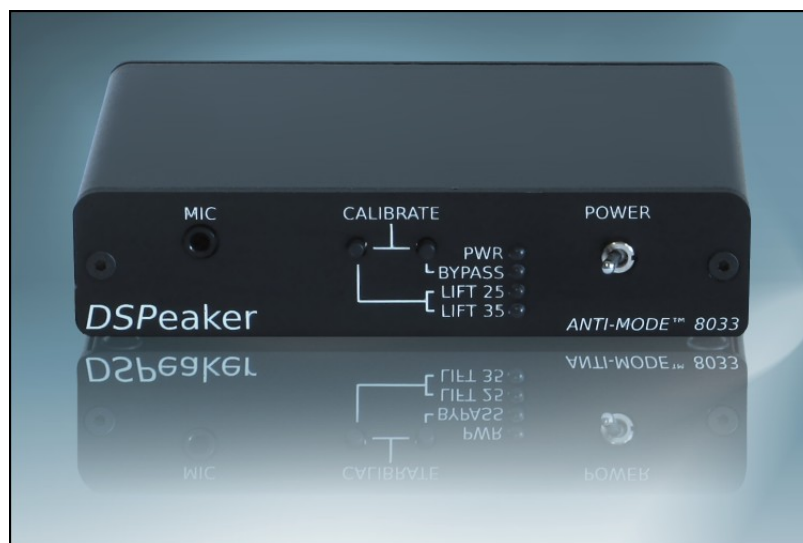 MIC
CALIBRATE
POWER
PWR
BYPASS
LIFT 25
LIFT 35
DSPeaker
ANTI-MODE™ 8033